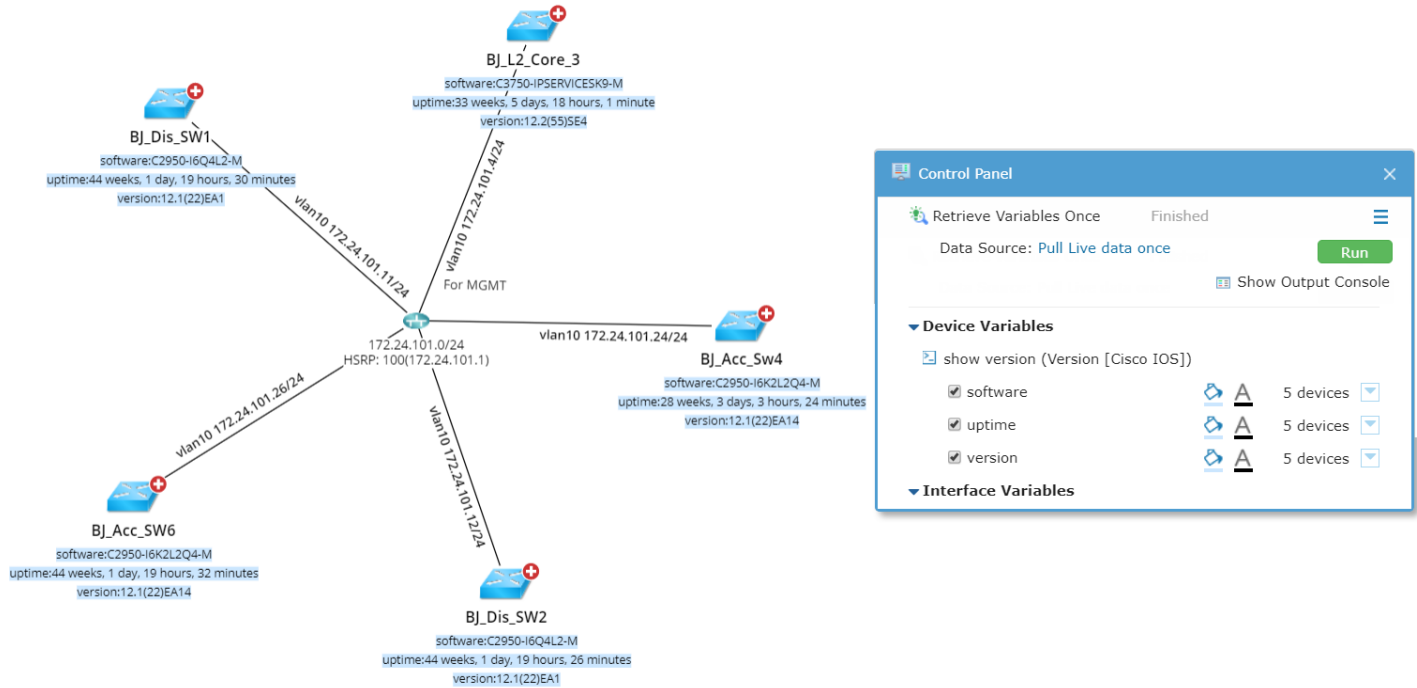 BJ_L2_Core_3
software:C3750-IPSERVICESK9-M
uptime:33 weeks, 5 days, 18 hours, 1 minute
version:12.2(55)SE4
BJ_Dis_SW1
software:C2950-I6Q4L2-M
uptime:44 weeks, 1 day, 19 hours, 30 minutes
version:12.1(22)EA1
vlan10 172.24.101.4/24
vlan10 172.24.101.11/24
For MGMT
172.24.101.0/24
HSRP: 100(172.24.101.1)
vlan10 172.24.101.24/24
BJ_Acc_Sw4
software:C2950-I6K2L2Q4-M
uptime:28 weeks, 3 days, 3 hours, 24 minutes
version:12.1(22)EA14
vlan10 172.24.101.26/24
vlan10 172.24.101.12/24
BJ_Acc_SW6
software:C2950-I6K2L2Q4-M
uptime:44 weeks, 1 day, 19 hours, 32 minutes
version:12.1(22)EA14
BJ_Dis_SW2
software:C2950-I6Q4L2-M
uptime:44 weeks, 1 day, 19 hours, 26 minutes
version:12.1(22)EA1
Control Panel
Retrieve Variables Once Finished
Data Source: Pull Live data once
Run
Show Output Console
Device Variables
show version (Version [Cisco IOS])
software A 5 devices
uptime A 5 devices
version A 5 devices
Interface Variables